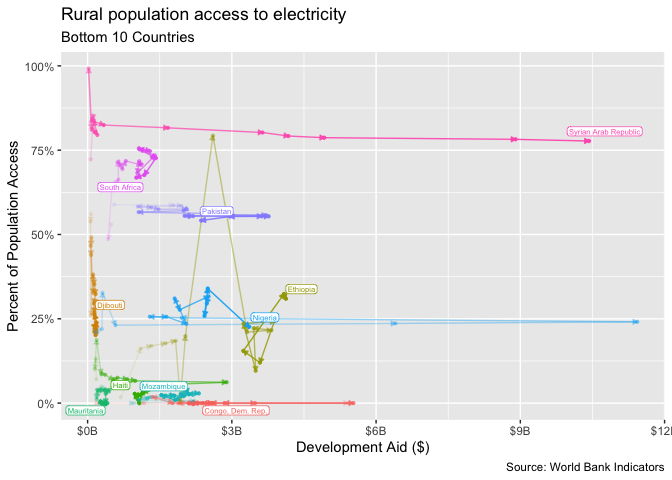 Rural population access to electricity
Bottom 10 Countries
100%
Syrian Arab Republic
75%
South Africa
Pakistan
50%
Ethiopia
Djibouti
Nigeria
25%
Haiti
Mozambique
Mauritania
Congo, Dem. Rep.
0%
Percent of Population Access
$0B
$3B
$6B
$9B
$12B
Development Aid ($)
Source: World Bank Indicators